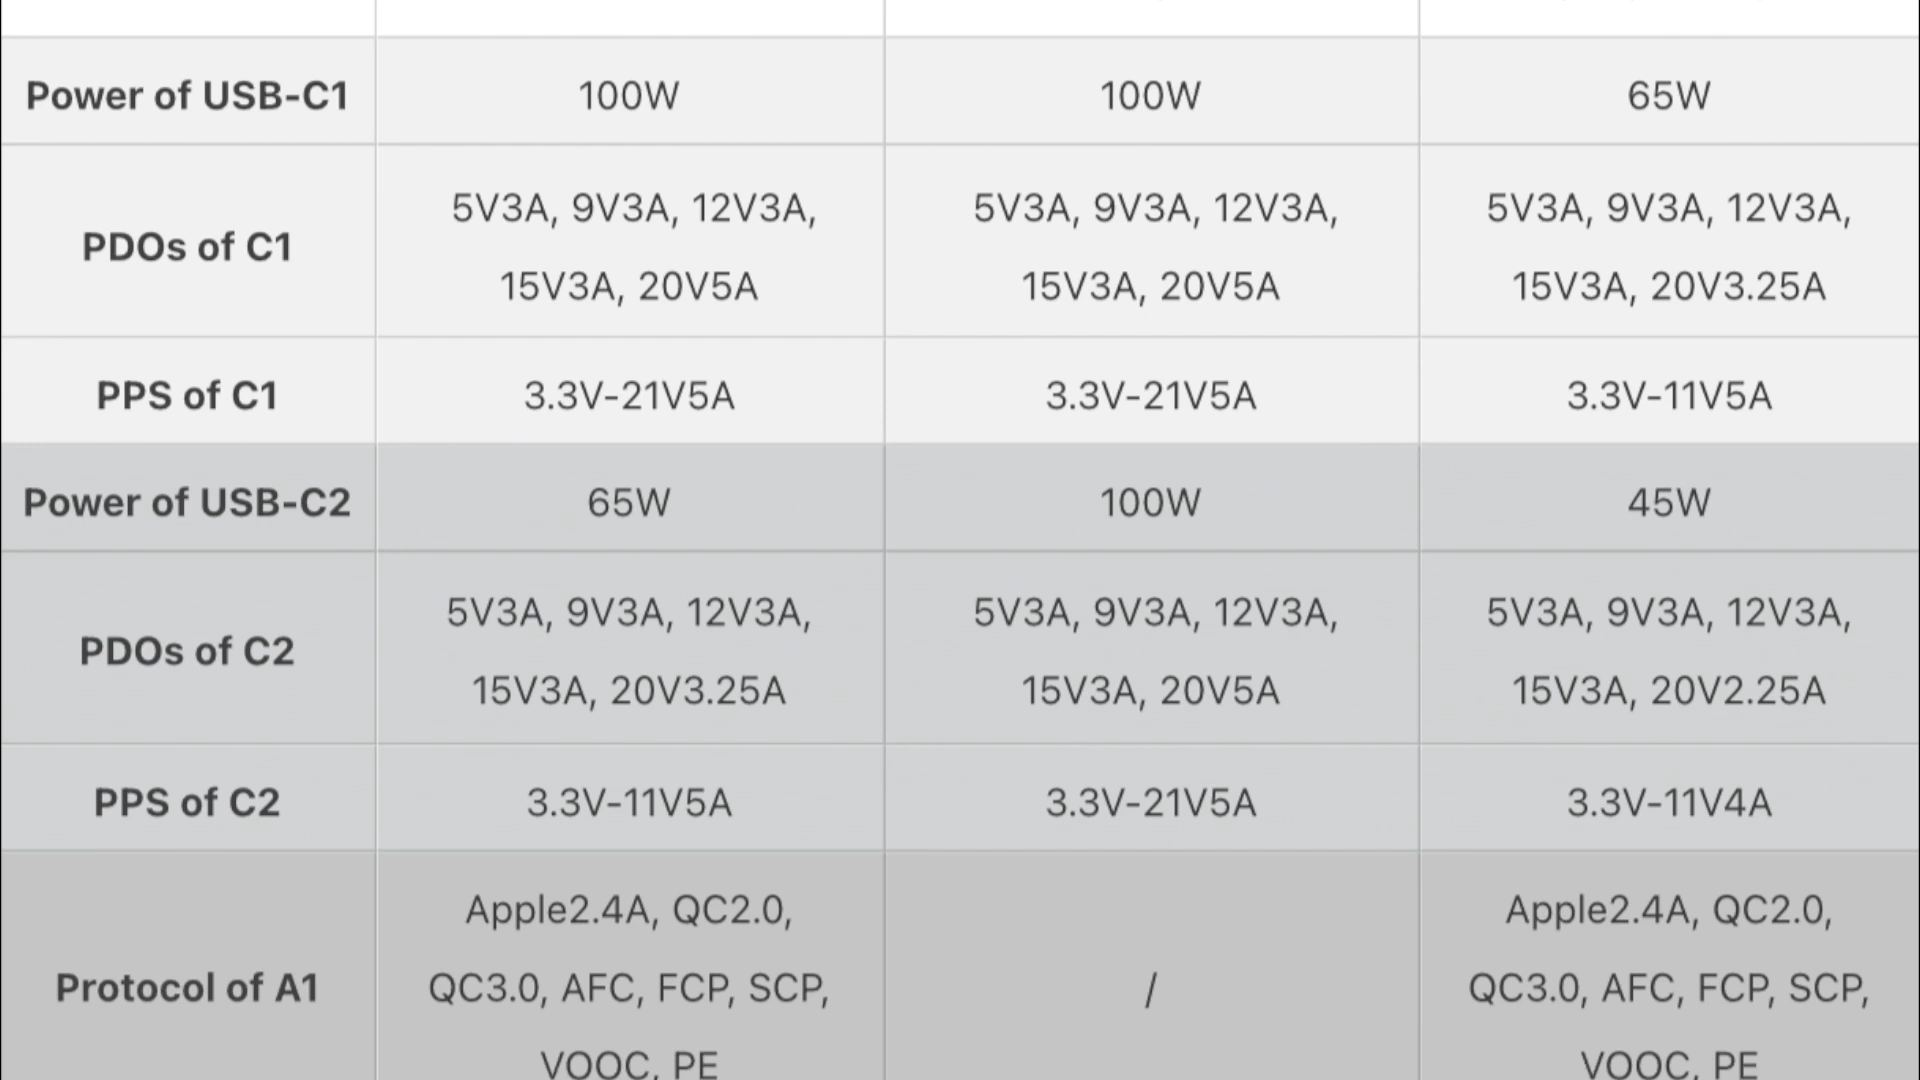 Power of USB-C1 100W 100W 65W
PDOs of C1 5V3A, 9V3A, 12V3A, 5V3A, 9V3A, 12V3A, 5V3A, 9V3A, 12V3A,
15V3A, 20V5A 15V3A, 20V5A 15V3A, 20V3.25A
PPS of C1 3.3V-21V5A 3.3V-21V5A 3.3V-11V5A
Power of USB-C2 65W 100W 45W
PDOs of C2 5V3A, 9V3A, 12V3A, 5V3A, 9V3A, 12V3A, 5V3A, 9V3A, 12V3A,
15V3A, 20V3.25A 15V3A, 20V5A 15V3A, 20V2.25A
PPS of C2 3.3V-11V5A 3.3V-21V5A 3.3V-11V4A
Apple2.4A, QC2.0, Apple2.4A, QC2.0,
Protocol of A1 QC3.0, AFC, FCP, SCP, / QC3.0, AFC, FCP, SCP,
VOOC, PE VOOC, PE